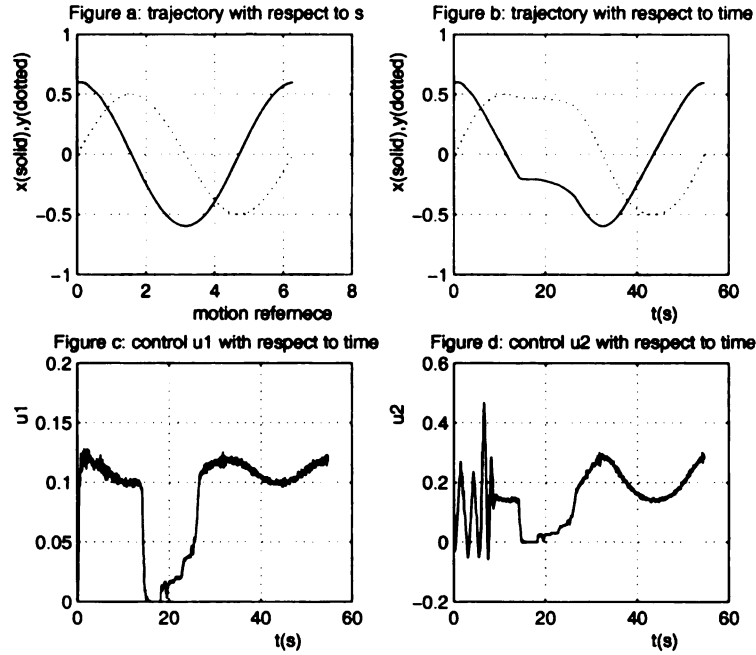 Figure a: trajectory with respect to s
x(solid),y(dotted)
1
0.5
0
−0.5
−1
0 2 4 6 8
motion refernece
Figure b: trajectory with respect to time
x(solid),y(dotted)
1
0.5
0
−0.5
−1
0 20 40 60
t(s)
Figure c: control u1 with respect to time
u1
0.2
0.15
0.1
0.05
0
0 20 40 60
t(s)
Figure d: control u2 with respect to time
u2
0.6
0.4
0.2
0
−0.2
0 20 40 60
t(s)